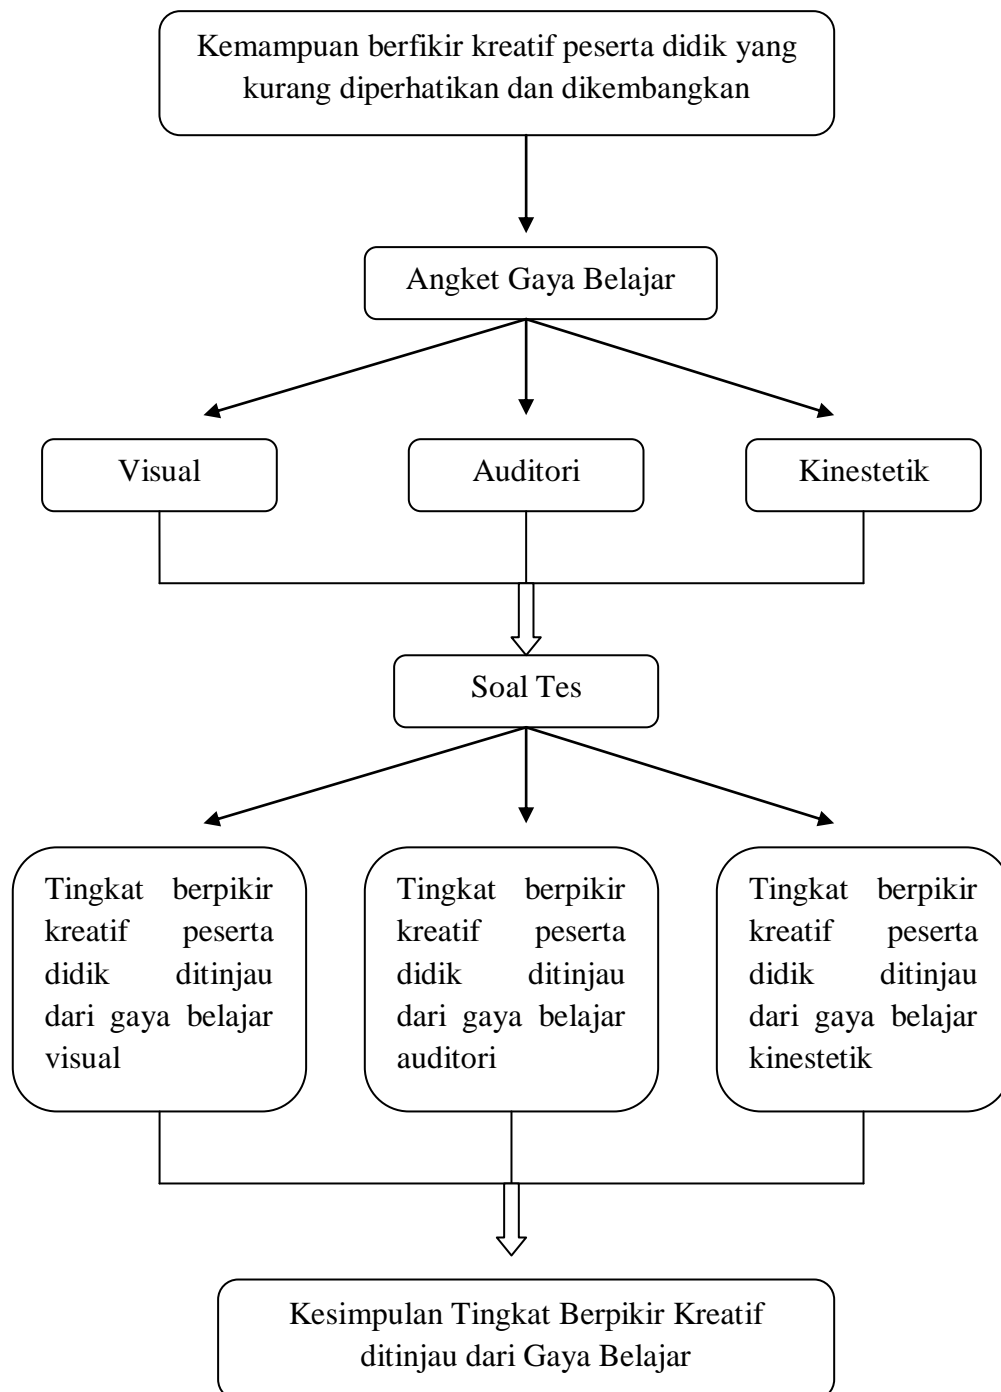 Kemampuan berfikir kreatif peserta didik yang
kurang diperhatikan dan dikembangkan
Angket Gaya Belajar
Visual
Auditori
Kinestetik
Soal Tes
Tingkat berpikir
kreatif peserta
didik ditinjau
dari gaya belajar
visual
Tingkat berpikir
kreatif peserta
didik ditinjau
dari gaya belajar
auditori
Tingkat berpikir
kreatif peserta
didik ditinjau
dari gaya belajar
kinestetik
Kesimpulan Tingkat Berpikir Kreatif
ditinjau dari Gaya Belajar